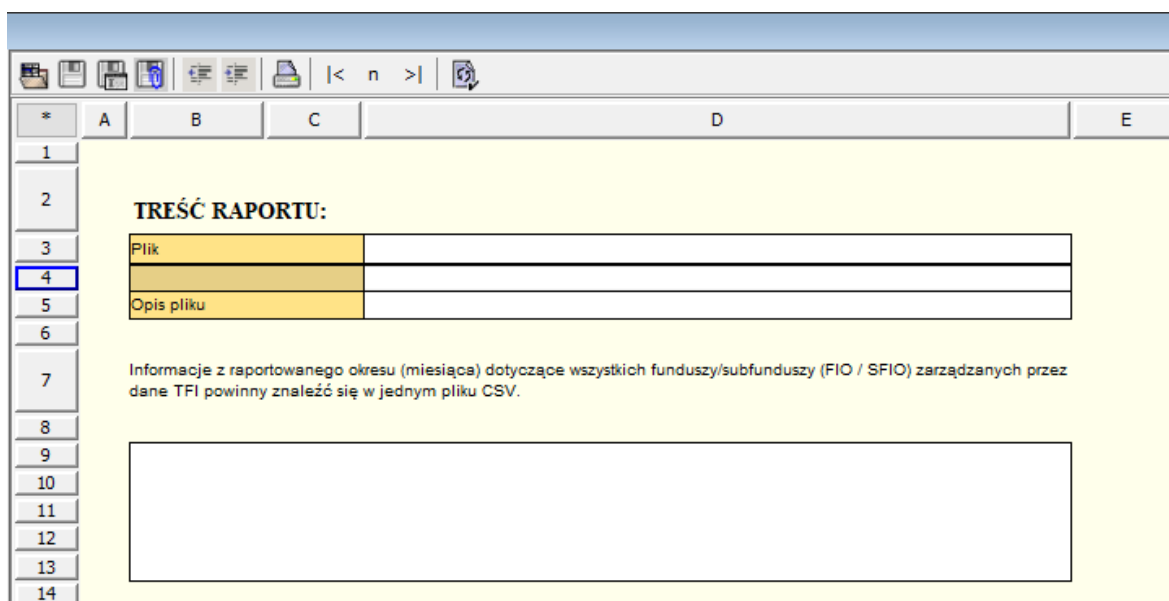 |< n >|
* A B C D E
1
2 TREŚĆ RAPORTU:
3 Plik
4
5 Opis pliku
6
7 Informacje z raportowanego okresu (miesiąca) dotyczące wszystkich funduszy/subfunduszy (FIO / SFIO) zarządzanych przez
dane TFI powinny znaleźć się w jednym pliku CSV.
8
9
10
11
12
13
14